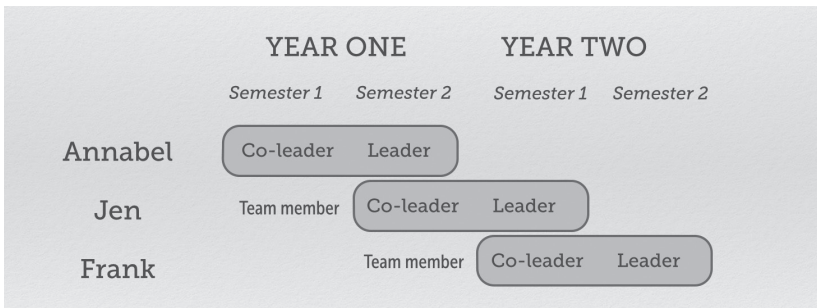 YEAR ONE YEAR TWO
Semester 1 Semester 2 Semester 1 Semester 2
Annabel Co-leader Leader
Jen Team member Co-leader Leader
Frank Team member Co-leader Leader